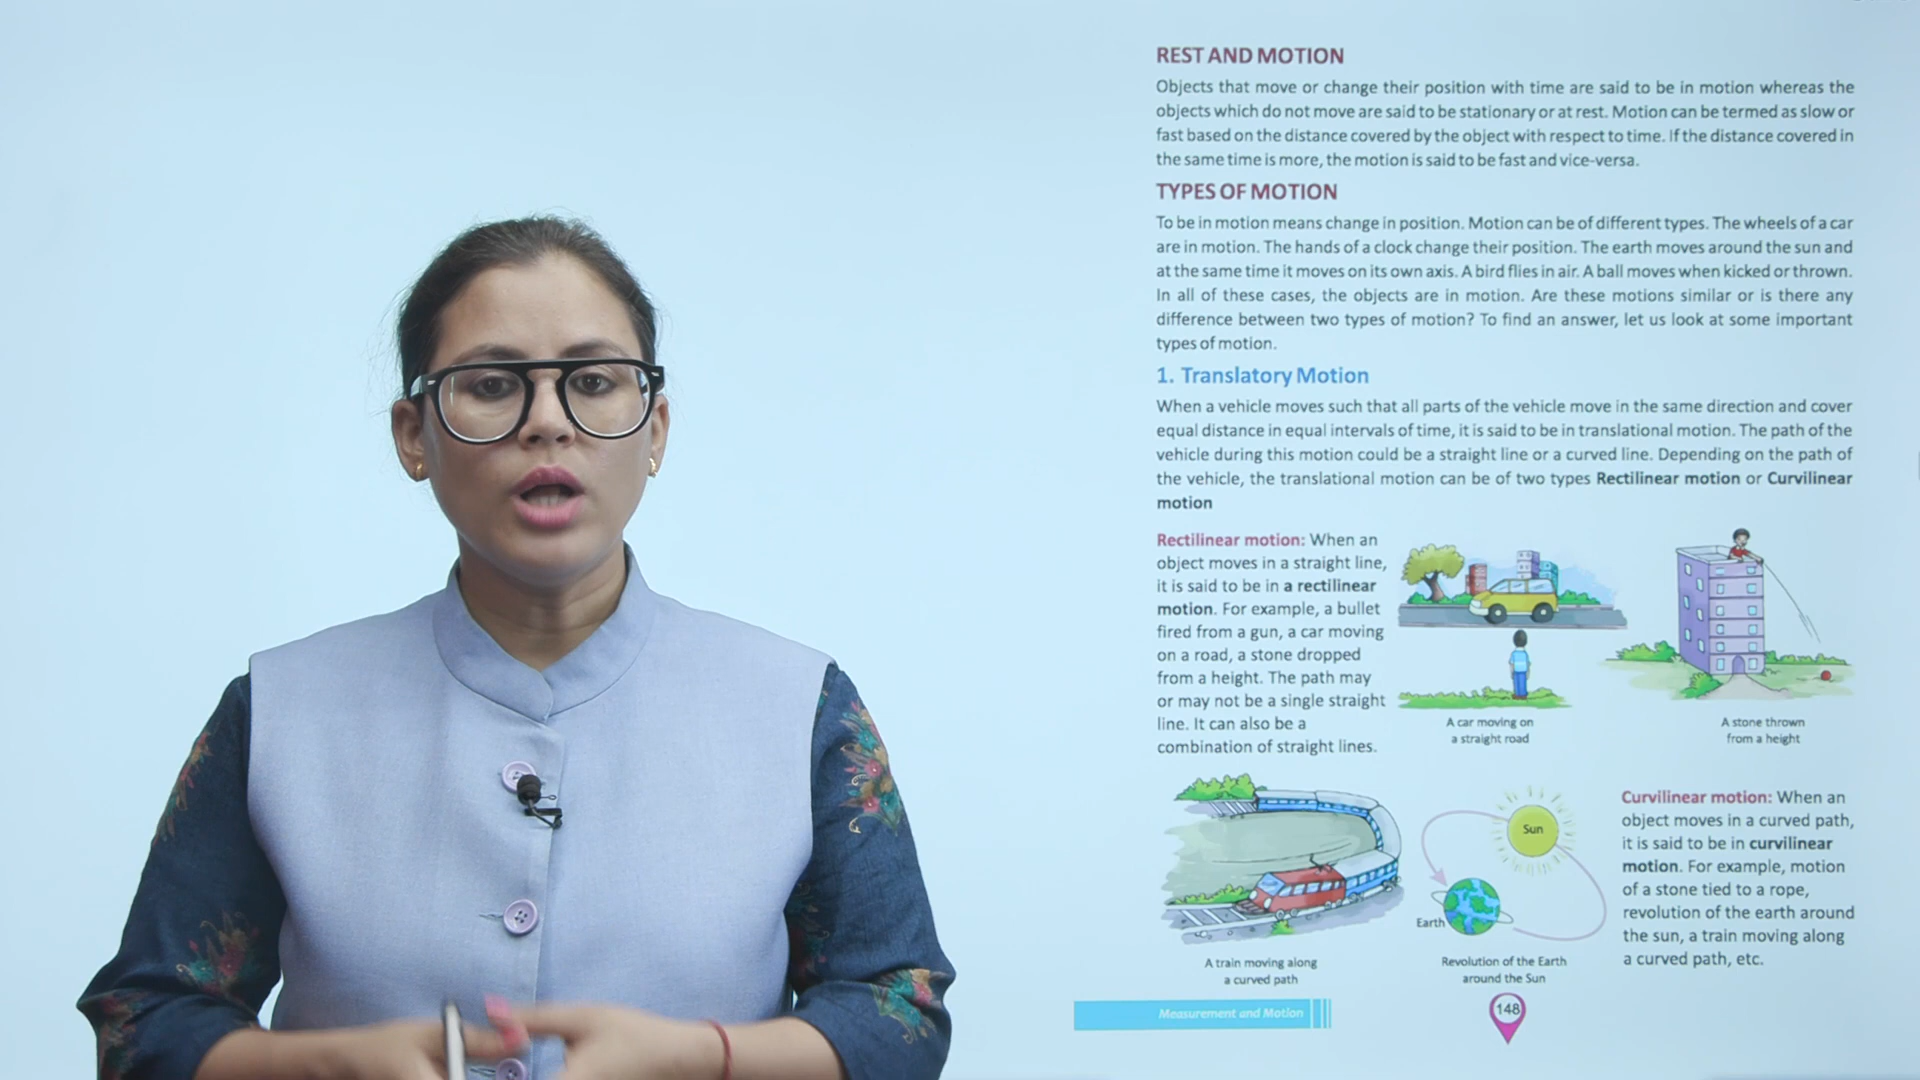 REST AND MOTION
Objects that move or change their position with time are said to be in motion whereas the
objects which do not move are said to be stationary or at rest. Motion can be termed as slow or
fast based on the distance covered by the object with respect to time. If the distance covered in
the same time is more, the motion is said to be fast and vice-versa.
TYPES OF MOTION
To be in motion means change in position. Motion can be of different types. The wheels of a car
are in motion. The hands of a clock change their position. The earth moves around the sun and
at the same time it moves on its own axis. A bird flies in air. A ball moves when kicked or thrown.
In all of these cases, the objects are in motion. Are these motions similar or is there any
difference between two types of motion? To find an answer, let us look at some important
types of motion.
1. Translatory Motion
When a vehicle moves such that all parts of the vehicle move in the same direction and cover
equal distance in equal intervals of time, it is said to be in translational motion. The path of the
vehicle during this motion could be a straight line or a curved line. Depending on the path of
the vehicle, the translational motion can be of two types Rectilinear motion or Curvilinear
motion
Rectilinear motion: When an
object moves in a straight line,
it is said to be in a rectilinear
motion. For example, a bullet
fired from a gun, a car moving
on a road, a stone dropped
from a height. The path may
or may not be a single straight
line. It can also be a
combination of straight lines.
A car moving on
a straight road
A stone thrown
from a height
A train moving along
a curved path
Sun
Earth
Revolution of the Earth
around the Sun
Curvilinear motion: When an
object moves in a curved path,
it is said to be in curvilinear
motion. For example, motion
of a stone tied to a rope,
revolution of the earth around
the sun, a train moving along
a curved path, etc.
Measurement and Motion
148